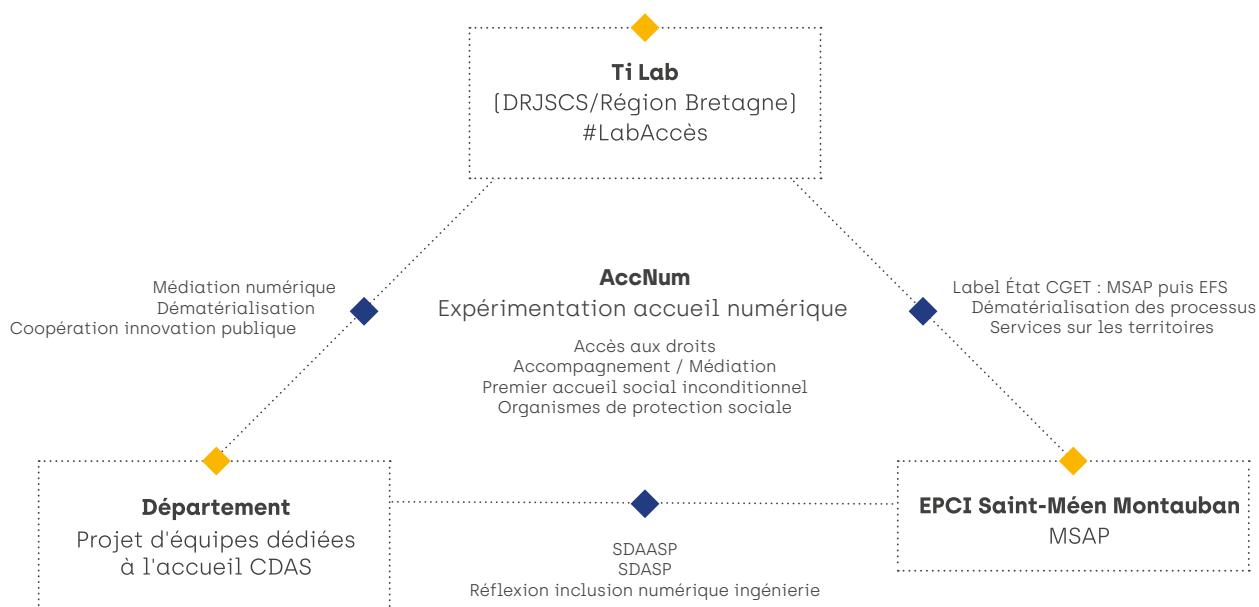 Ti Lab
(DRJSCS/Région Bretagne)
#LabAccès
Médiation numérique
Dématérialisation
Coopération innovation publique
AccNum
Expérimentation accueil numérique
Accès aux droits
Accompagnement / Médiation
Premier accueil social inconditionnel
Organismes de protection sociale
Label État CGET : MSAP puis EFS
Dématérialisation des processus
Services sur les territoires
Département
Projet d'équipes dédiées
à l'accueil CDAS
SDAASP
SDASP
Réflexion inclusion numérique ingénierie
EPCI Saint-Méen Montauban
MSAP